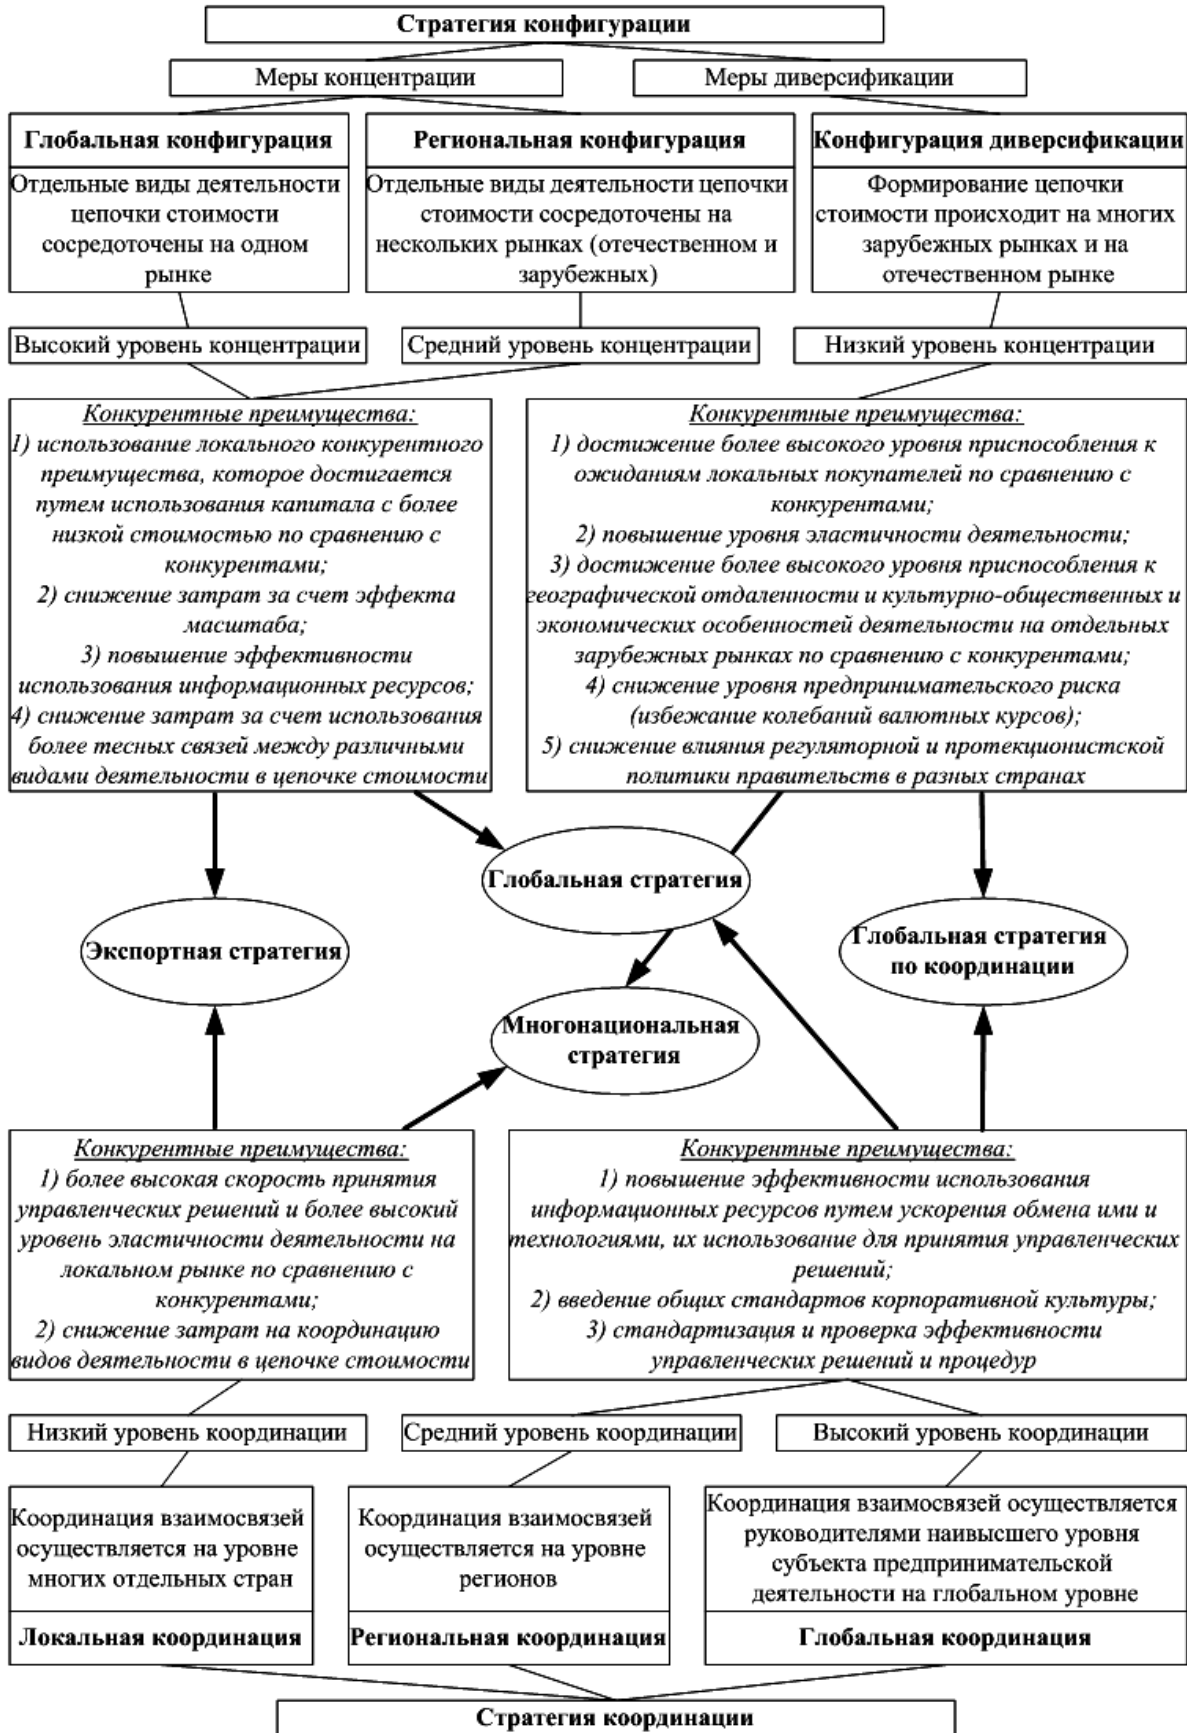 Стратегия конфигурации
Меры концентрации
Меры диверсификации
Глобальная конфигурация
Отдельные виды деятельности
цепочки стоимости
сосредоточены на одном
рынке
Региональная конфигурация
Отдельные виды деятельности цепочки
стоимости сосредоточены на
нескольких рынках (отечественном и
зарубежных)
Конфигурация диверсификации
Формирование цепочки
стоимости происходит на многих
зарубежных рынках и на
отечественном рынке
Высокий уровень концентрации
Средний уровень концентрации
Низкий уровень концентрации
Конкурентные преимущества:
1) использование локального конкурентного
преимущества, которое достигается
путем использования капитала с более
низкой стоимостью по сравнению с
конкурентами;
2) снижение затрат за счет эффекта
масштаба;
3) повышение эффективности
использования информационных ресурсов;
4) снижение затрат за счет использования
более тесных связей между различными
видами деятельности в цепочке стоимости
Конкурентные преимущества:
1) достижение более высокого уровня приспособления к
ожиданиям локальных покупателей по сравнению с
конкурентами;
2) повышение уровня эластичности деятельности;
3) достижение более высокого уровня приспособления к
географической отдаленности и культурно-общественных и
экономических особенностей деятельности на отдельных
зарубежных рынках по сравнению с конкурентами;
4) снижение уровня предпринимательского риска
(избежание колебаний валютных курсов);
5) снижение влияния регуляторной и протекционистской
политики правительств в разных странах
Глобальная стратегия
Экспортная стратегия
Глобальная стратегия
по координации
Многонациональная
стратегия
Конкурентные преимущества:
1) более высокая скорость принятия
управленческих решений и более высокий
уровень эластичности деятельности на
локальном рынке по сравнению с
конкурентами;
2) снижение затрат на координацию
видов деятельности в цепочке стоимости
Конкурентные преимущества:
1) повышение эффективности использования
информационных ресурсов путем ускорения обмена ими и
технологиями, их использование для принятия управленческих
решений;
2) введение общих стандартов корпоративной культуры;
3) стандартизация и проверка эффективности
управленческих решений и процедур
Низкий уровень координации
Средний уровень координации
Высокий уровень координации
Координация взаимосвязей
осуществляется на уровне
многих отдельных стран
Локальная координация
Координация взаимосвязей
осуществляется на уровне
регионов
Региональная координация
Координация взаимосвязей осуществляется
руководителями наивысшего уровня
субъекта предпринимательской
деятельности на глобальном уровне
Глобальная координация
Стратегия координации